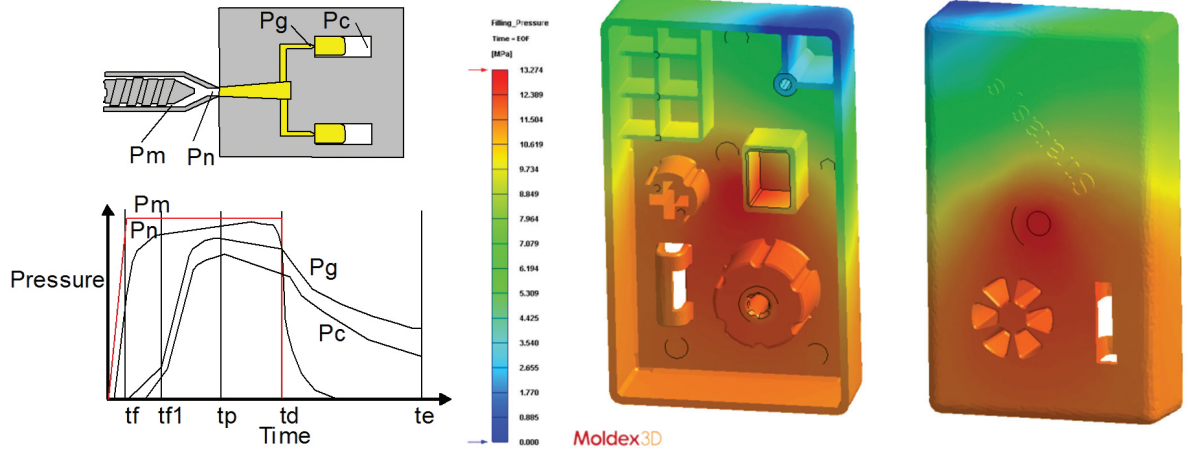 Pg
Pc
Pm
Pn
Pm
Pn
Pressure
Pg
Pc
tf
tf1
tp
td
te
Time
Filling_Pressure
Time = EOF
[MPa]
13.274
12.389
11.504
10.619
9.734
8.849
7.964
7.079
6.194
5.309
4.425
3.540
2.655
1.770
0.885
0.000
Moldex3D